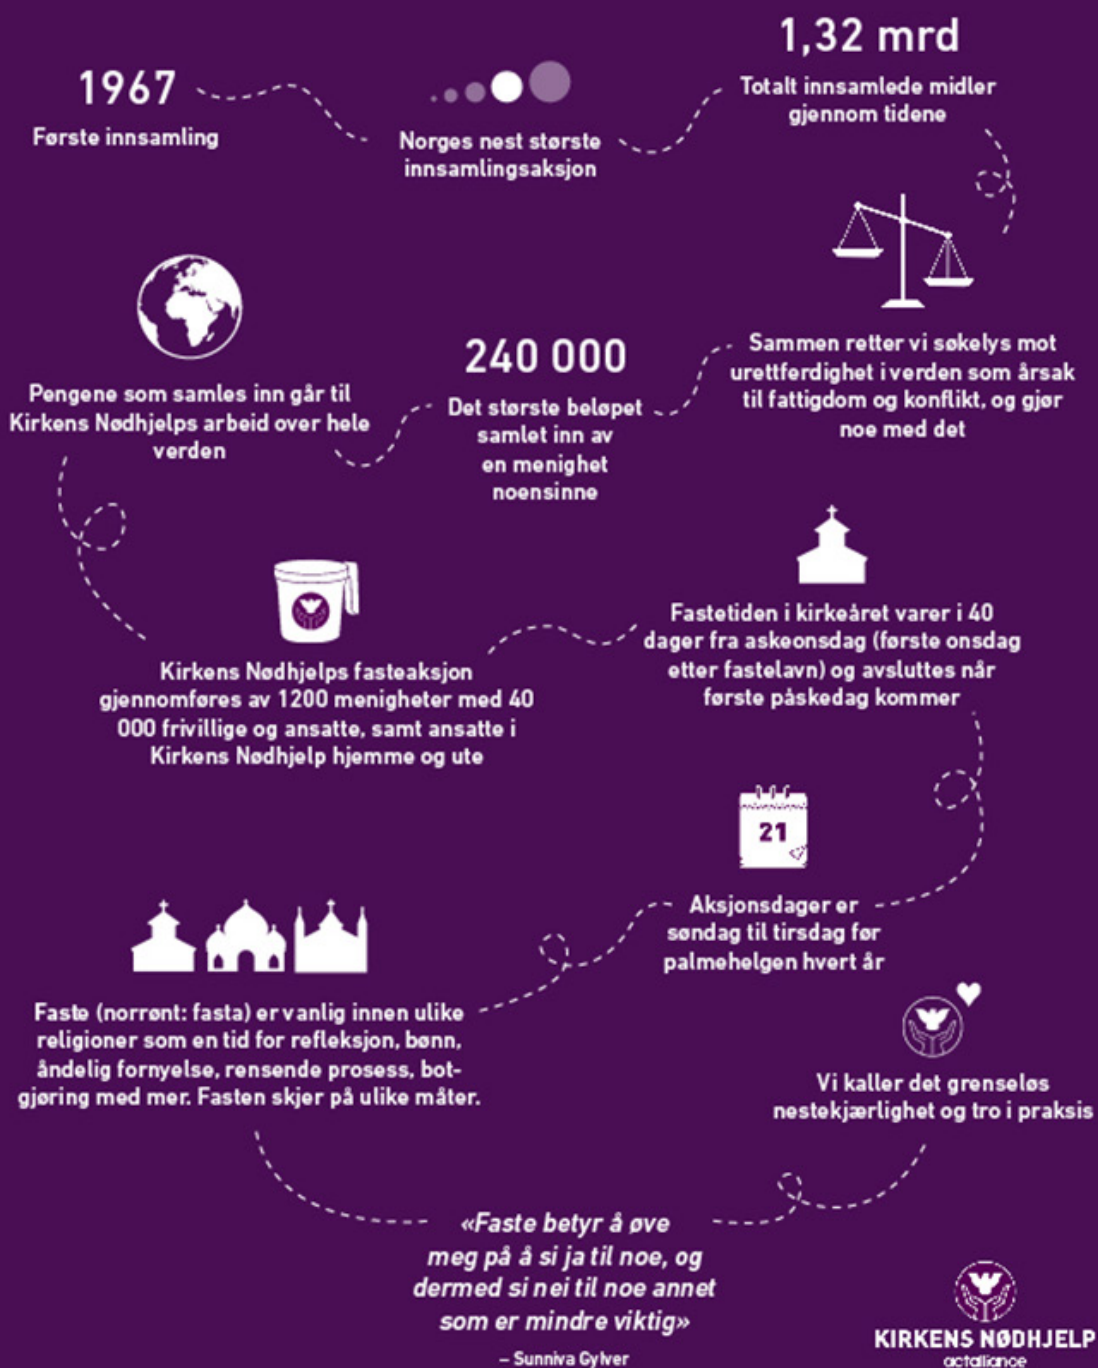 1967
Første innsamling
Norges nest største
innsamlingsaksjon
1,32 mrd
Totalt innsamlede midler
gjennom tidene
Sammen retter vi søkelys mot
urettferdighet i verden som årsak
til fattigdom og konflikt, og gjør
noe med det
240 000
Det største beløpet
samlet inn av
en menighet
noensinne
Pengene som samles inn går til
Kirkens Nødhjelps arbeid over hele
verden
Kirkens Nødhjelps fasteaksjon
gjennomføres av 1200 menigheter med 40
000 frivillige og ansatte, samt ansatte i
Kirkens Nødhjelp hjemme og ute
Fastetiden i kirkeåret varer i 40
dager fra askeonsdag (første onsdag
etter fastelavn) og avsluttes når
første påskedag kommer
21
Aksjonsdager er
søndag til tirsdag før
palmehelgen hvert år
Faste (norrønt: fasta) er vanlig innen ulike
religioner som en tid for refleksjon, bønn,
åndelig fornyelse, rensende prosess, bot-
gjøring med mer. Fasten skjer på ulike måter.
«Faste betyr å øve
meg på å si ja til noe, og
dermed si nei til noe annet
som er mindre viktig»
– Sunniva Gylver
Vi kaller det grenseløs
nestekjærlighet og tro i praksis
KIRKENS NØDHJELP
actalliance